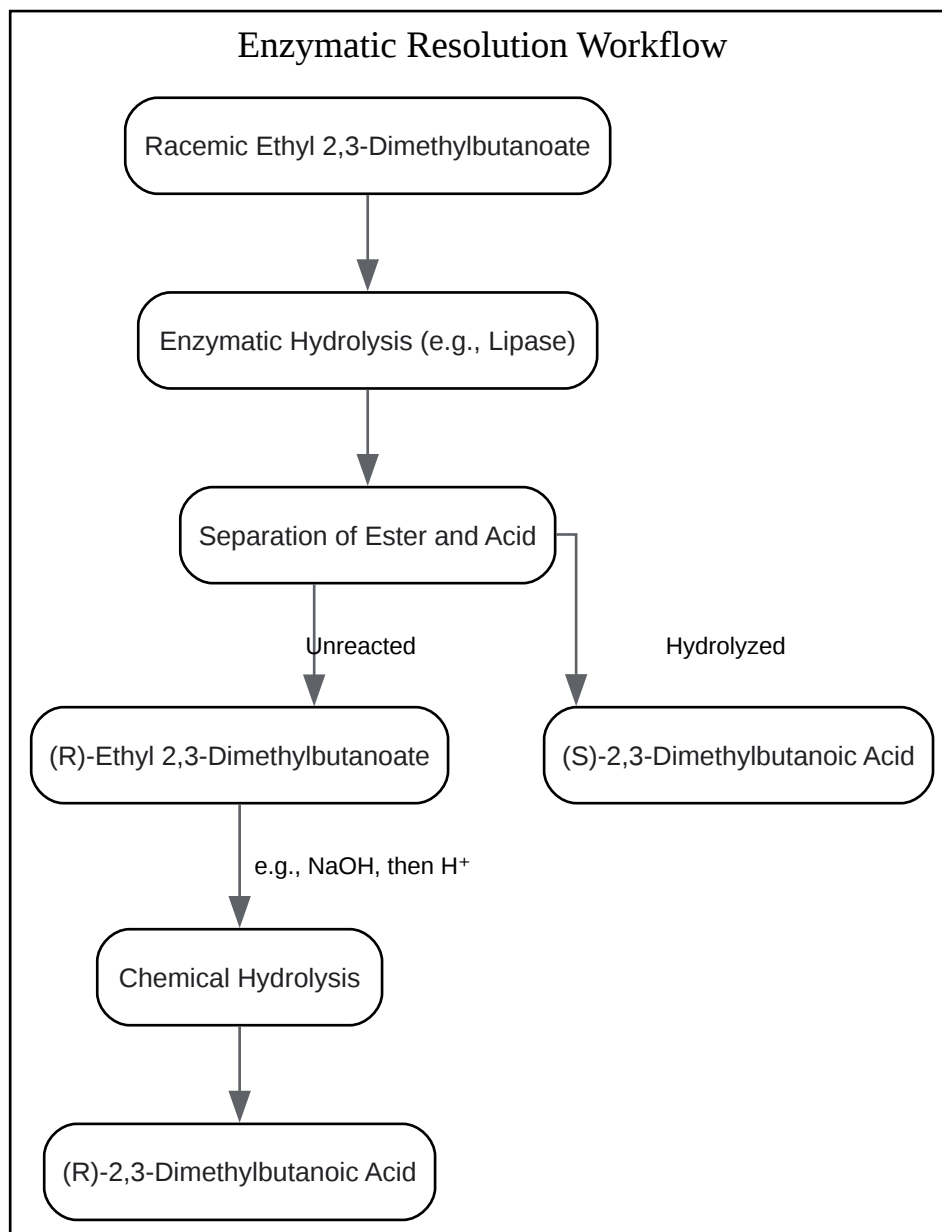 Enzymatic Resolution Workflow
Racemic Ethyl 2,3-Dimethylbutanoate
Enzymatic Hydrolysis (e.g., Lipase)
Separation of Ester and Acid
Unreacted
Hydrolyzed
(R)-Ethyl 2,3-Dimethylbutanoate
(S)-2,3-Dimethylbutanoic Acid
e.g., NaOH, then H⁺
Chemical Hydrolysis
(R)-2,3-Dimethylbutanoic Acid